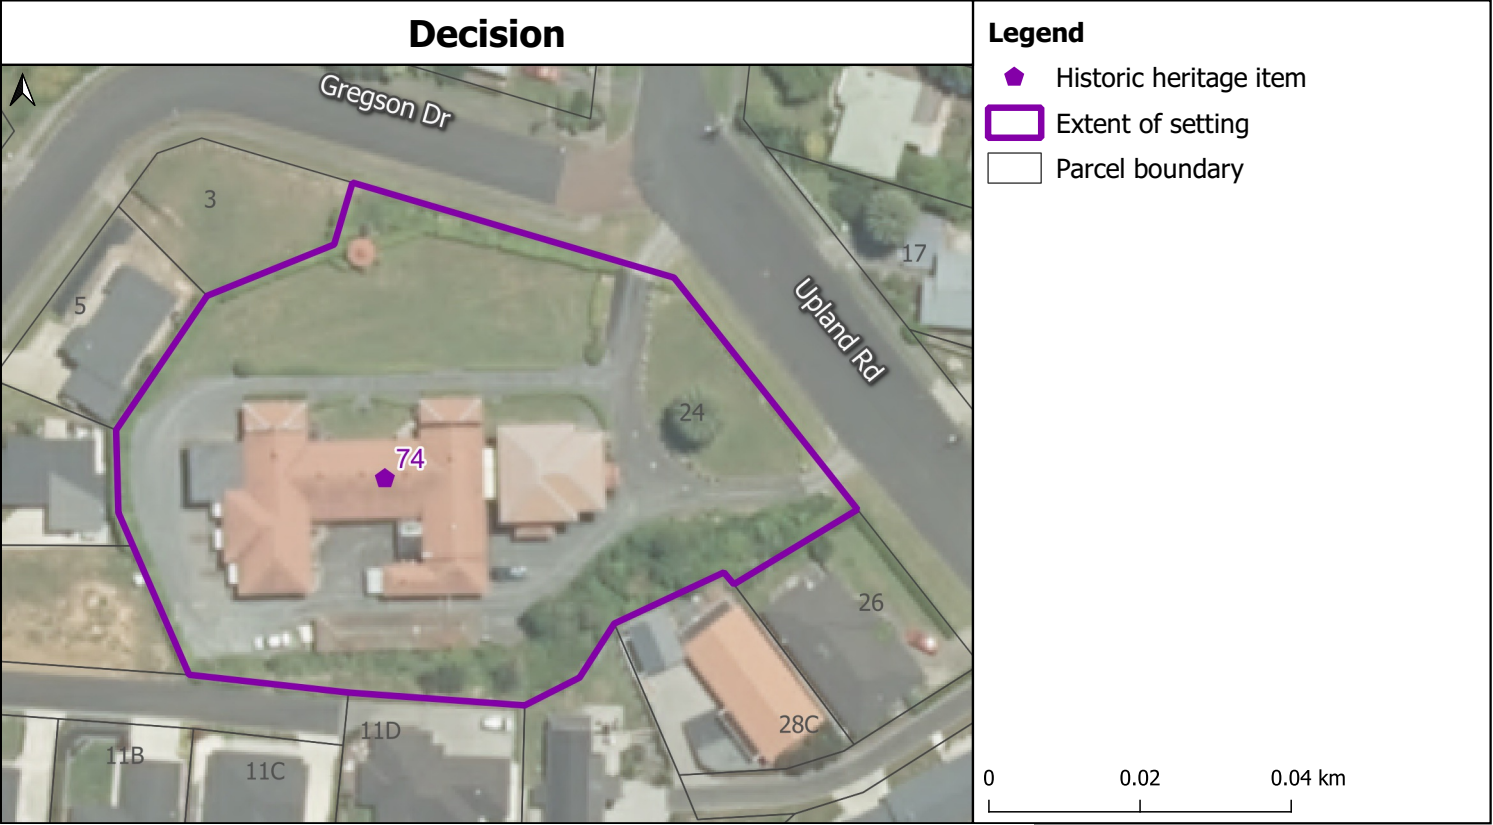 Decision
Legend
Historic heritage item
Extent of setting
Parcel boundary
Gregson Dr
3
17
5
Upland Rd
24
74
26
28C
11D
11B
11C
0 0.02 0.04 km